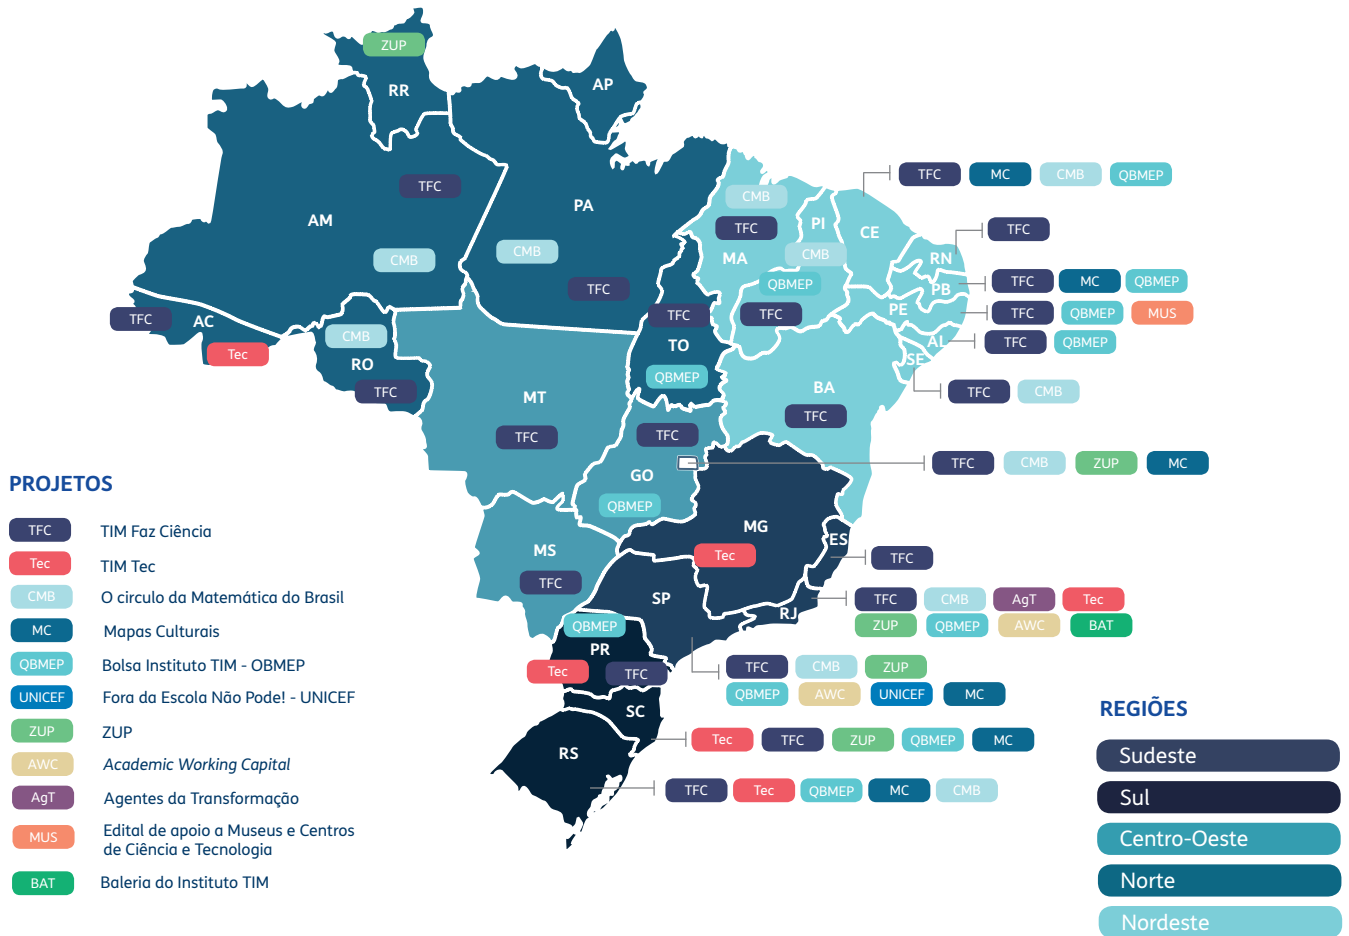 ZUP
RR
AP
TFC
AM
CMB
PA
CMB
TFC
TFC
AC
Tec
CMB
RO
TFC
TFC
TO
QBMEP
CMB
TFC
MA
PI
CMB
QBMEP
TFC
CE
TFC MC CMB QBMEP
RN
TFC
PB
TFC MC QBMEP
PE
TFC QBMEP MUS
AL
TFC QBMEP
SE
TFC CMB
BA
TFC
MT
TFC
TFC
GO
QBMEP
TFC CMB ZUP MC
MS
TFC
MG
Tec
ES
TFC
SP
RJ
TFC CMB AgT Tec
ZUP QBMEP AWC BAT
QBMEP
PR
Tec
TFC
TFC CMB ZUP
QBMEP AWC UNICEF MC
SC
Tec TFC ZUP QBMEP MC
RS
TFC Tec QBMEP MC CMB
PROJETOS
TFC TIM Faz Ciência
Tec TIM Tec
CMB O circulo da Matemática do Brasil
MC Mapas Culturais
QBMEP Bolsa Instituto TIM - OBMEP
UNICEF Fora da Escola Não Pode! - UNICEF
ZUP ZUP
AWC Academic Working Capital
AgT Agentes da Transformação
MUS Edital de apoio a Museus e Centros
de Ciência e Tecnologia
BAT Baleria do Instituto TIM
REGIÕES
Sudeste
Sul
Centro-Oeste
Norte
Nordeste